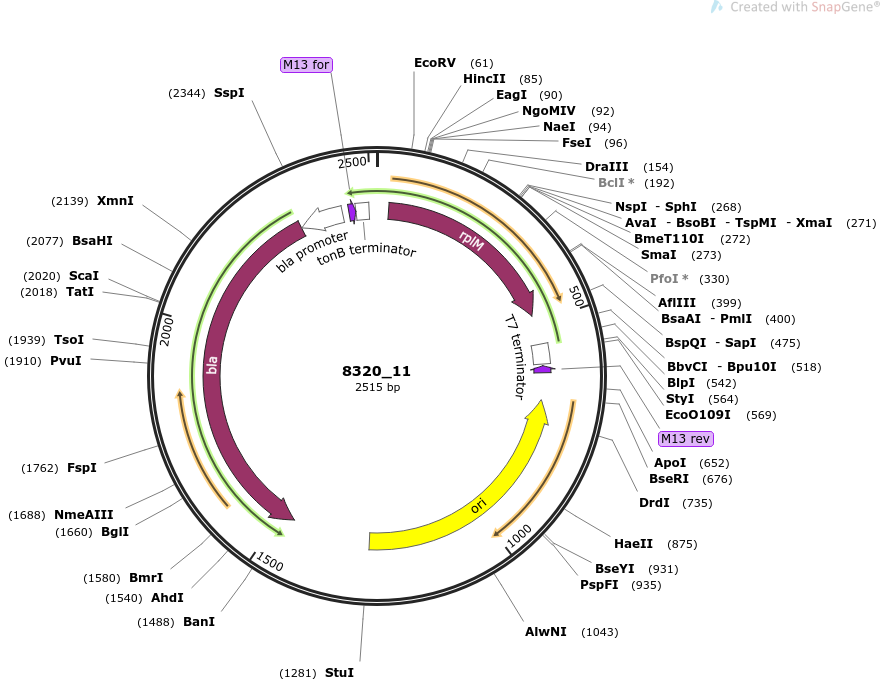 Created with SnapGene®
M13 for
(2344) SspI
EcoRV (61)
HincII (85)
EagI (90)
NgoMIV (92)
NaeI (94)
FseI (96)
DraIII (154)
BclI * (192)
NspI - SphI (268)
AvaI - BsoBI - TspMI - XmaI (271)
BmeT110I (272)
SmaI (273)
PfoI * (330)
AflIII (399)
BsaAI - PmlI (400)
BspQI - SapI (475)
BbvCI - Bpu10I (518)
BlpI (542)
StyI (564)
EcoO109I (569)
M13 rev
ApoI (652)
BseRI (676)
DrdI (735)
HaeII (875)
BseYI (931)
PspFI (935)
AlwNI (1043)
(1281) StuI
(1488) BanI
(1540) AhdI
(1580) BmrI
(1660) BglI
(1688) NmeAIII
(1762) FspI
(1910) PvuI
(1939) TsoI
(2018) TatI
(2020) ScaI
(2077) BsaHI
(2139) XmnI
2500
500
1000
1500
2000
rplM
bla promoter
tonB terminator
T7 terminator
bla
ori
8320_11
2515 bp